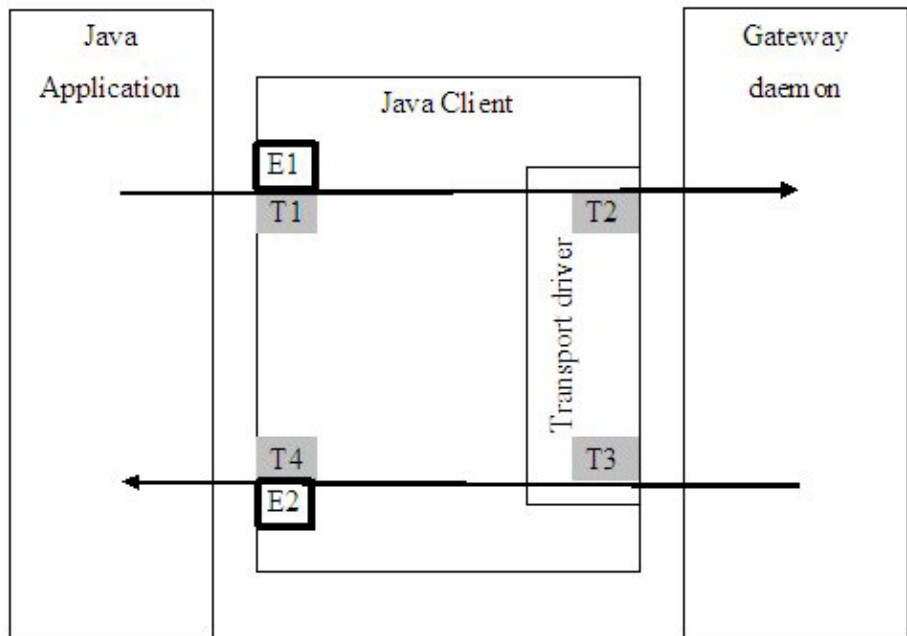 Java
Application
Java Client
Gateway
daemon
E1
T1
T2
Transport driver
T4
T3
E2